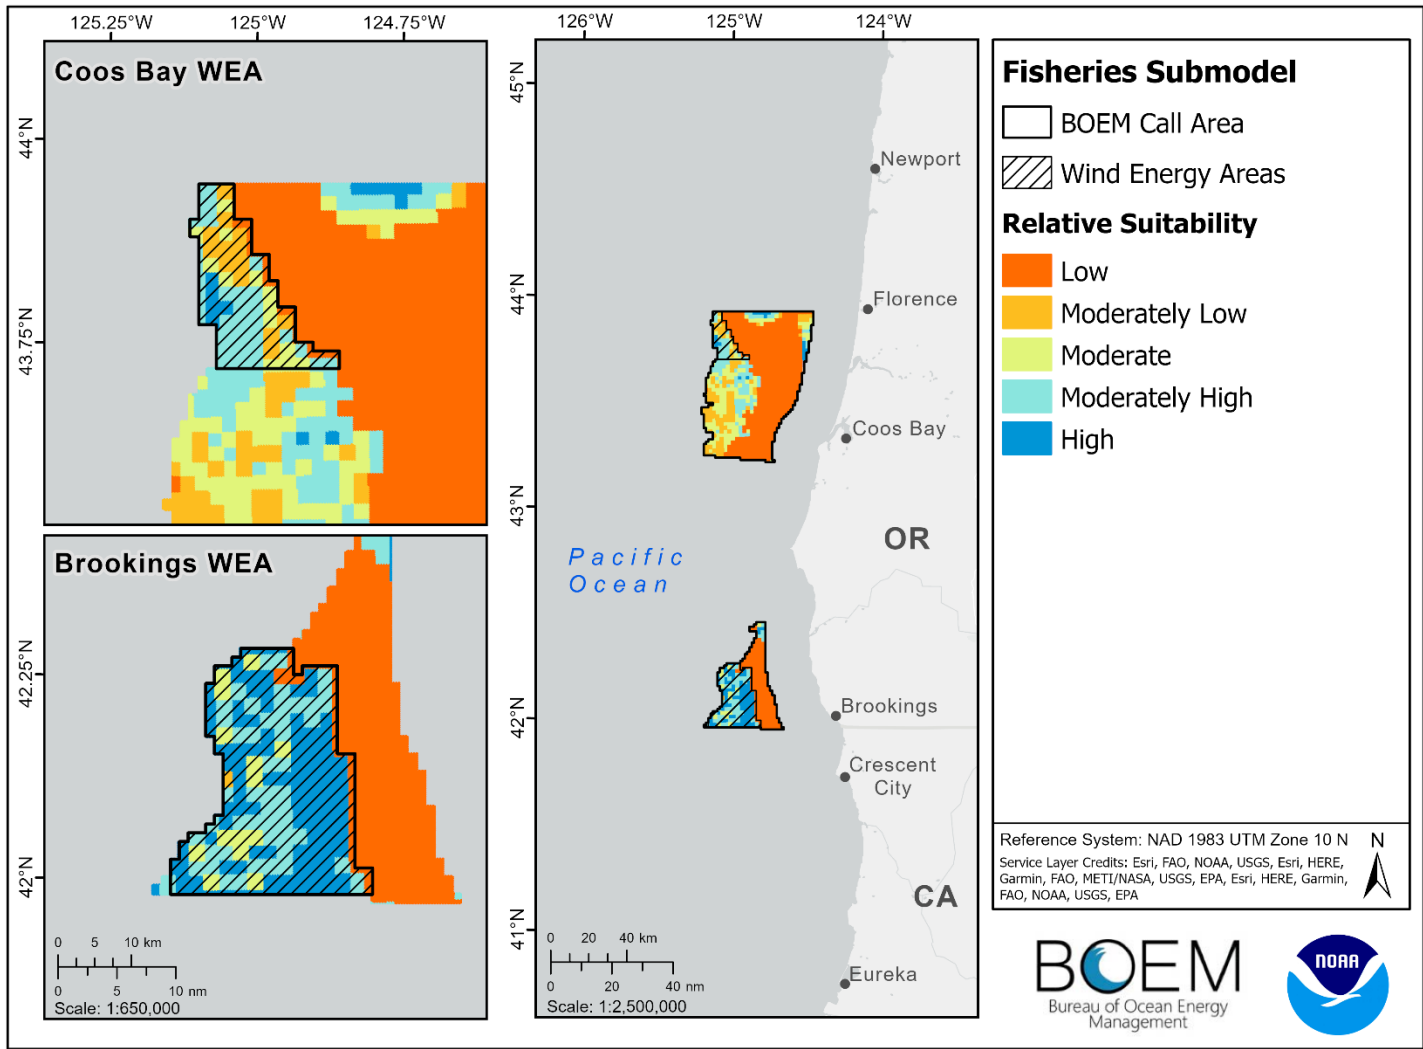 125.25°W
125°W
124.75°W
Coos Bay WEA
44°N
43.75°N
Brookings WEA
42.25°N
42°N
0 5 10 km
0 5 10 nm
Scale: 1:650,000
126°W
125°W
124°W
45°N
44°N
43°N
42°N
41°N
Newport
Florence
Coos Bay
OR
Pacific
Ocean
Brookings
Crescent
City
CA
Eureka
0 20 40 km
0 20 40 nm
Scale: 1:2,500,000
Fisheries Submodel
BOEM Call Area
Wind Energy Areas
Relative Suitability
Low
Moderately Low
Moderate
Moderately High
High
Reference System: NAD 1983 UTM Zone 10 N
N
Service Layer Credits: Esri, FAO, NOAA, USGS, Esri, HERE,
Garmin, FAO, METI/NASA, USGS, EPA, Esri, HERE, Garmin,
FAO, NOAA, USGS, EPA
BOEM
Bureau of Ocean Energy
Management
NOAA